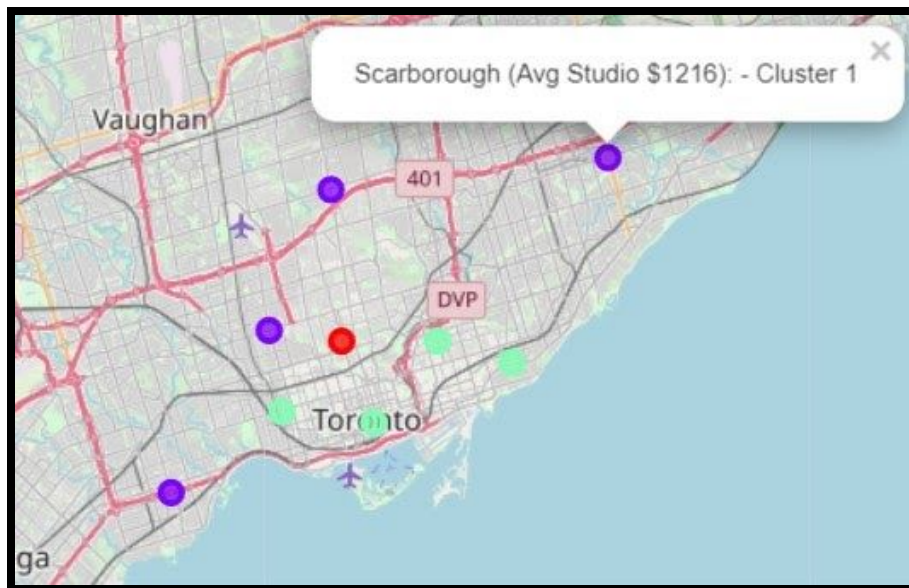 Scarborough (Avg Studio $1216): - Cluster 1
×
Vaughan
401
DVP
Toronto
ga